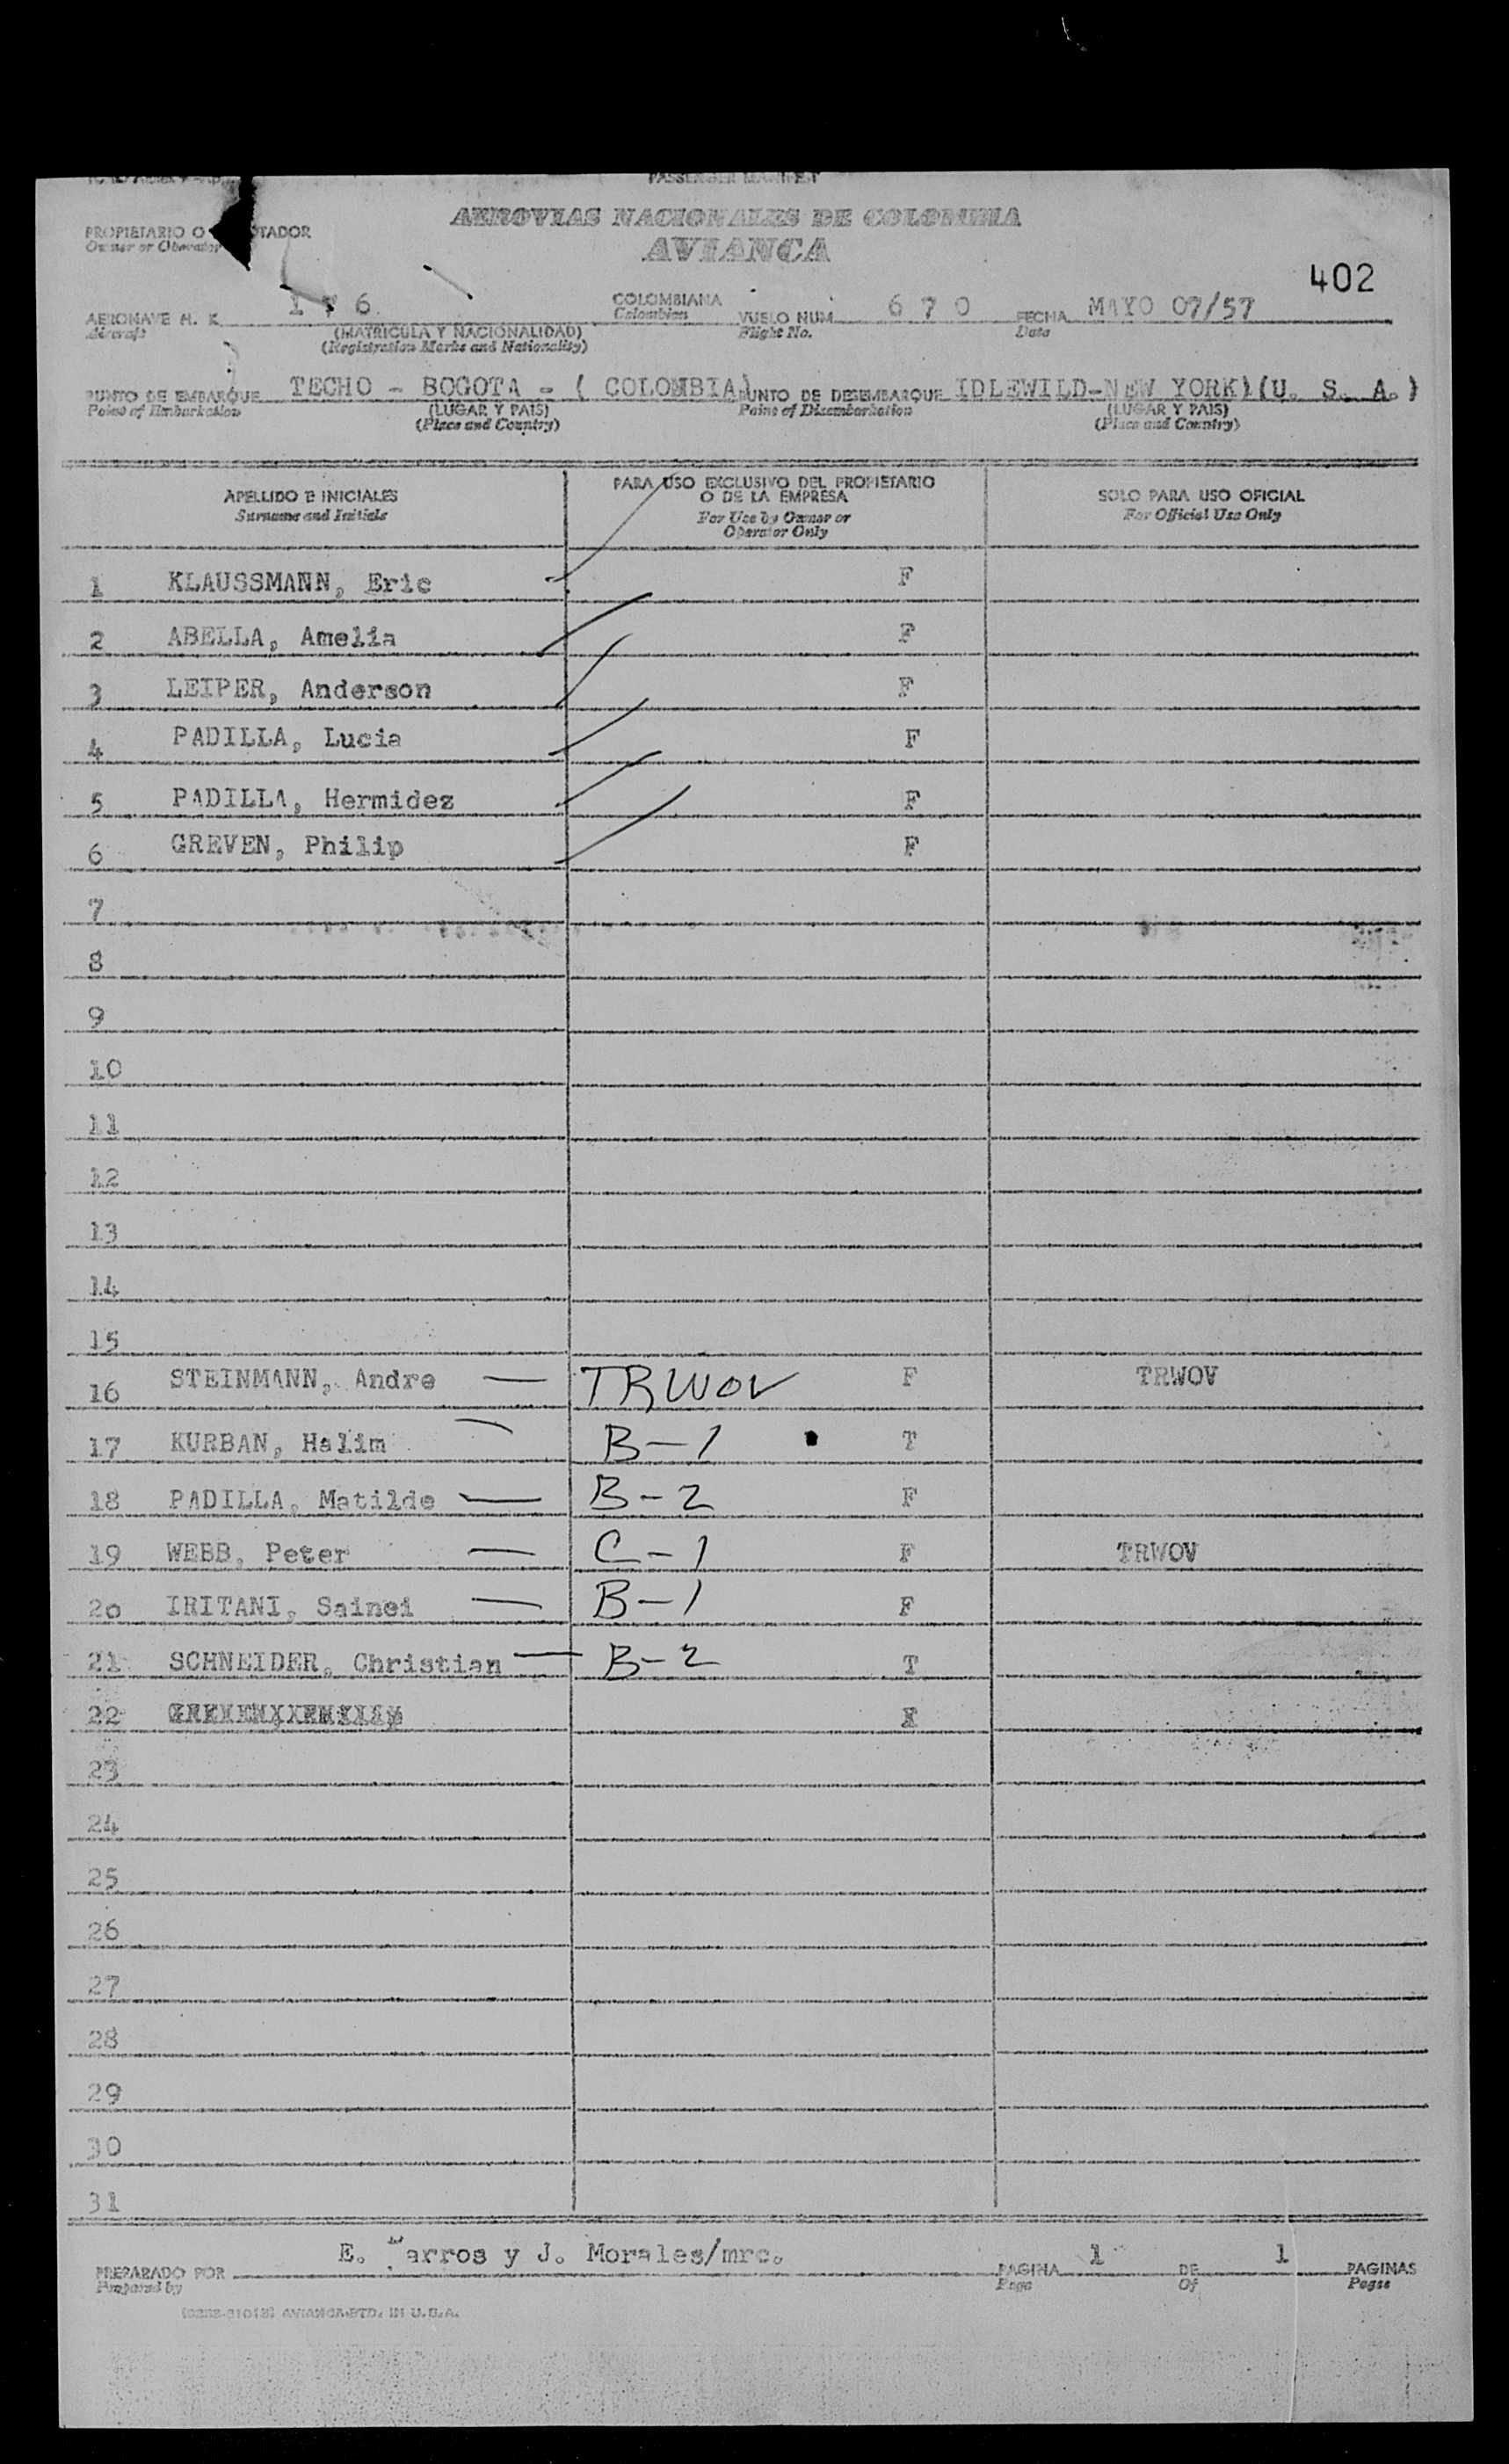 PASSENGER MANIFEST
AEROVIAS NACIONALES DE COLOMBIA
PROPIETARIO O TADOR
Owner or Operator
AVIANCA
402
AERONAVE H. K. 1 6 COLOMBIANA VUELO NUM. 6 7 0 FECHA MAYO 07/57
Aircraft (MATRICULA Y NACIONALIDAD) Colombian Flight No. Date
(Registration Marks and Nationality)
PUNTO DE EMBARQUE TECHO - BOGOTA - ( COLOMBIA) PUNTO DE DESEMBARQUE IDLEWILD-NEW YORK)(U. S. A.)
Point of Embarkation (LUGAR Y PAIS) Point of Disembarkation (LUGAR Y PAIS)
(Place and Country) (Place and Country)
APELLIDO E INICIALES PARA USO EXCLUSIVO DEL PROPIETARIO SOLO PARA USO OFICIAL
Surname and Initials O DE LA EMPRESA For Official Use Only
For Use by Owner or
Operator Only
1 KLAUSSMANN, Eric F
2 ABELLA, Amelia F
3 LEIPER, Anderson F
4 PADILLA, Lucia F
5 PADILLA, Hermidez F
6 GREVEN, Philip F
7
8
9
10
11
12
13
14
15
16 STEINMANN, Andre — TRWOV F TRWOV
17 KURBAN, Halim — B-1 T
18 PADILLA, Matilde — B-2 F
19 WEBB, Peter — C-1 F TRWOV
20 IRITANI, Sainei — B-1 F
21 SCHNEIDER, Christian — B-2 T
22
23
24
25
26
27
28
29
30
31
PREPARADO POR E. arros y J. Morales/mrc. PAGINA 1 DE 1 PAGINAS
Prepared by Page Of Pages
AVIANCA-PTD. IN U.S.A.